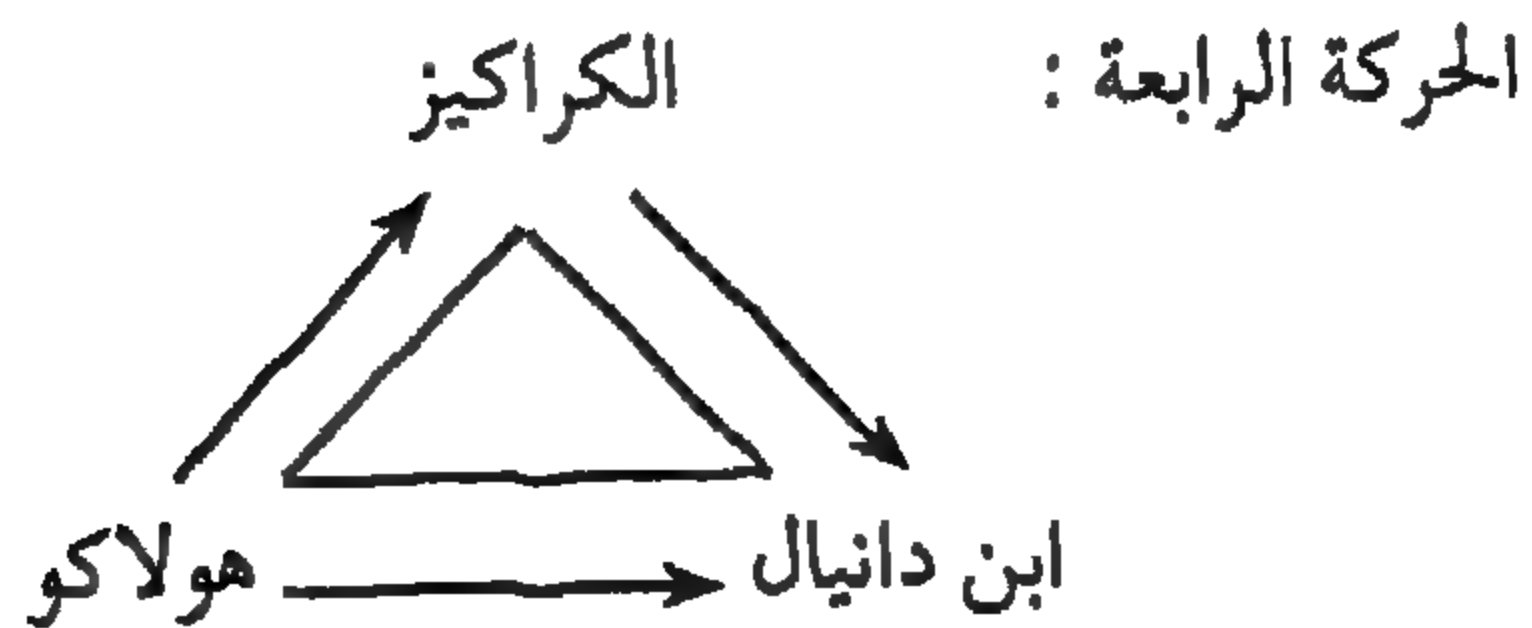 الحركة الرابعة :
الكراكيز
ابن دانيال
هولاكو